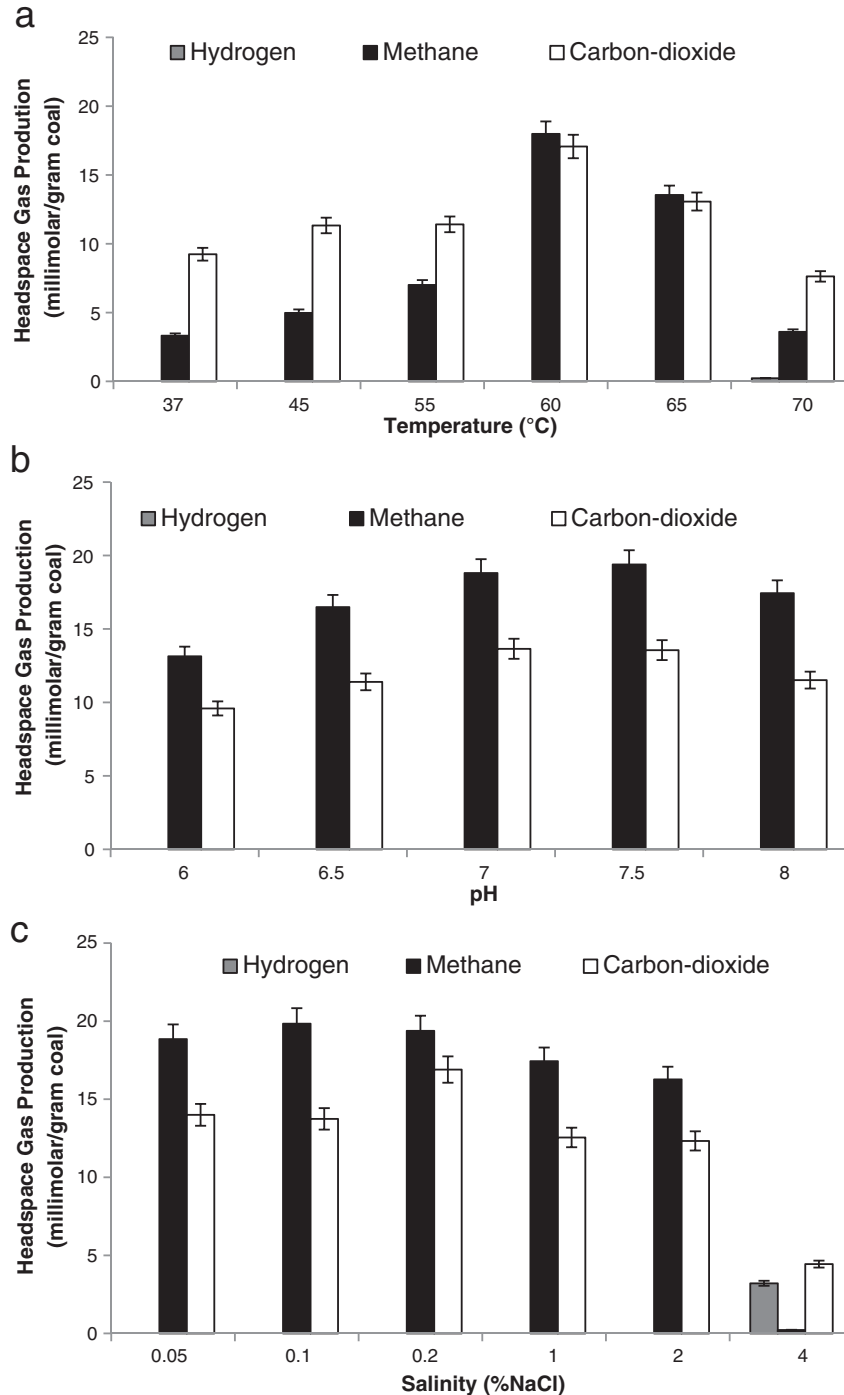 a
Headspace Gas Prodution
(millimolar/gram coal)
25
20
15
10
5
0
Hydrogen Methane Carbon-dioxide
37 45 55 60 65 70
Temperature (°C)
b
Headspace Gas Production
(millimolar/gram coal)
25
20
15
10
5
0
Hydrogen Methane Carbon-dioxide
6 6.5 7 7.5 8
pH
c
Headspace Gas Production
(millimolar/gram coal)
25
20
15
10
5
0
Hydrogen Methane Carbon-dioxide
0.05 0.1 0.2 1 2 4
Salinity (%NaCl)